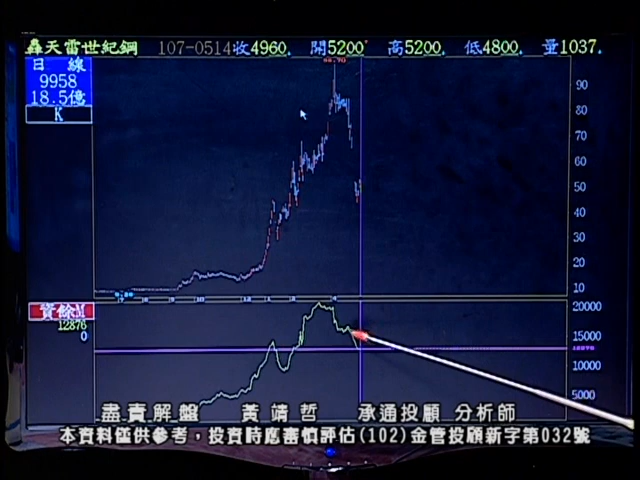 轟天雷世紀鋼 107-0514收4960. 開5200 高5200. 低4800. 量1037.
日 線
9958
18.5億
K
90
80
70
60
50
40
30
20
10
資餘M
12876
0
20000
15000
10000
5000
盡責解盤 黃靖哲 承通投顧 分析師
本資料僅供參考，投資時應審慎評估(102)金管投顧新字第032號